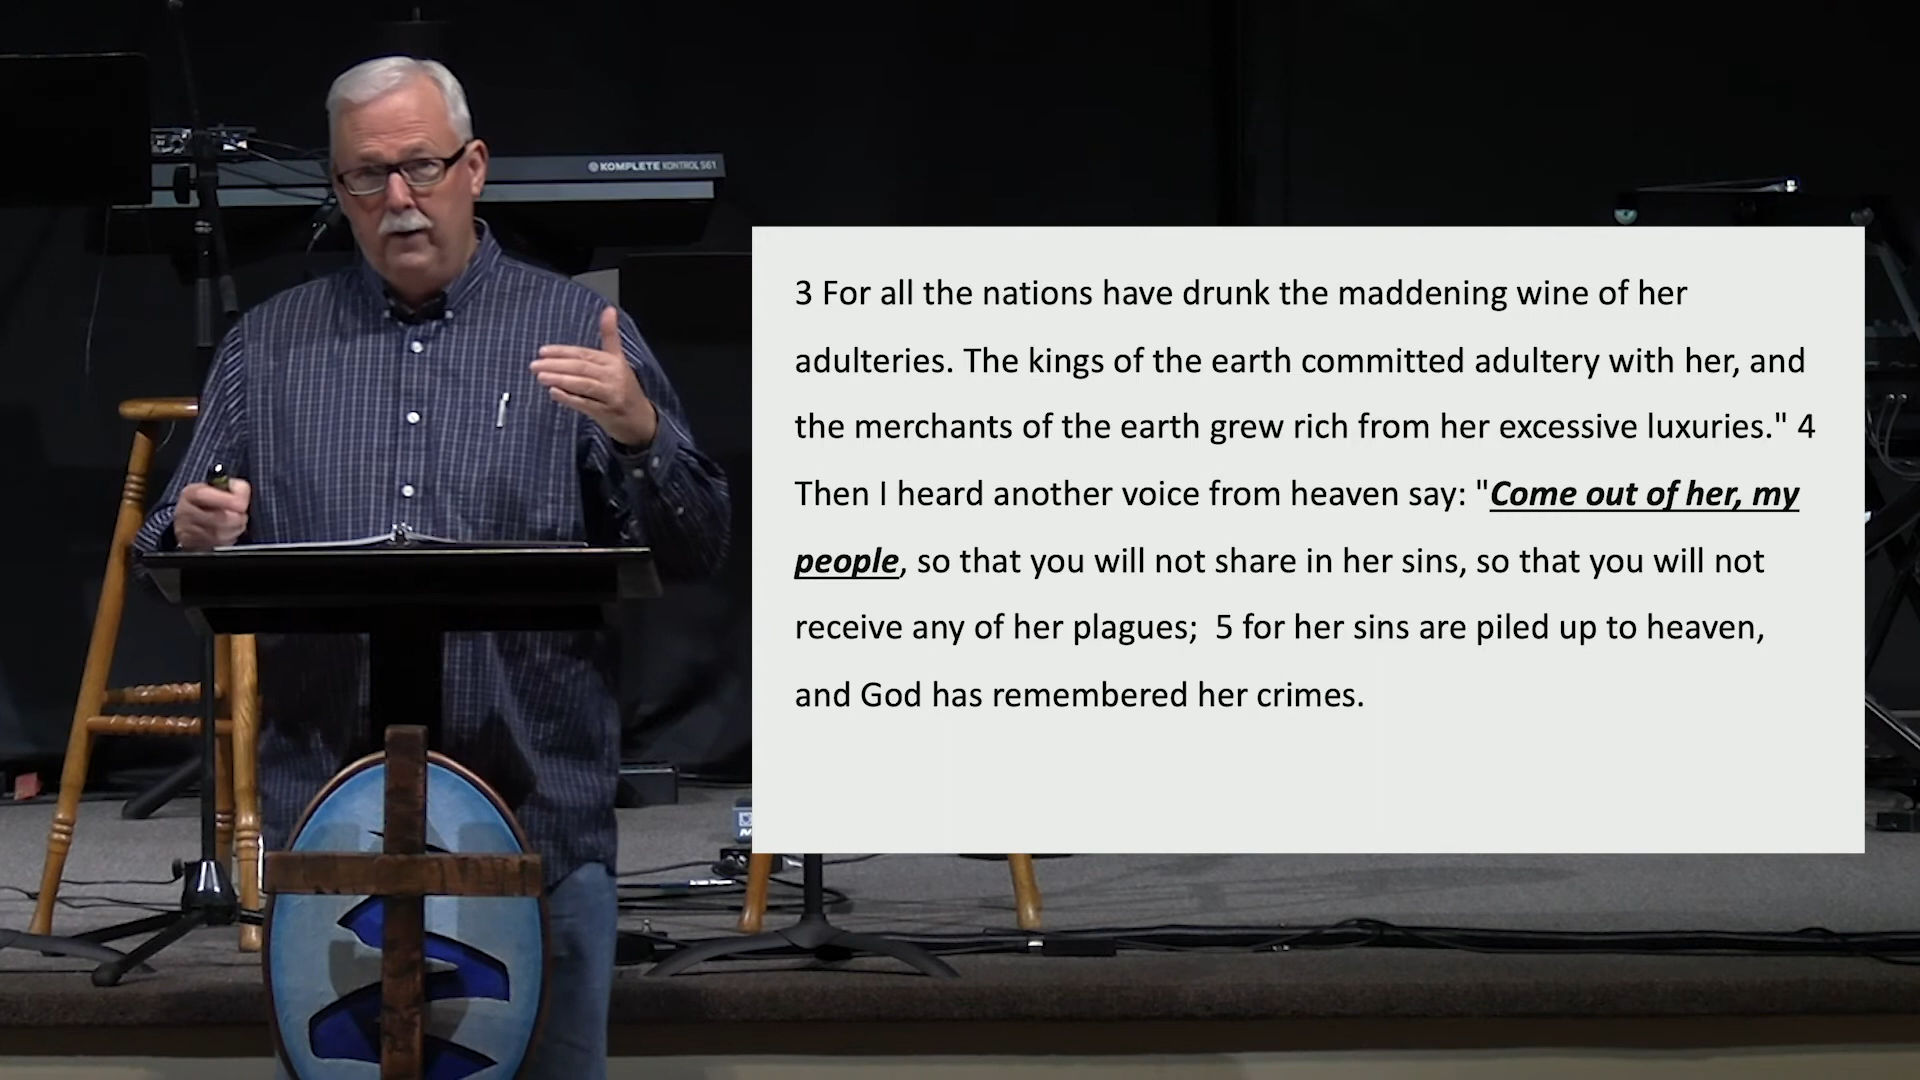 KOMPLETE KONTROL S61
3 For all the nations have drunk the maddening wine of her
adulteries. The kings of the earth committed adultery with her, and
the merchants of the earth grew rich from her excessive luxuries." 4
Then I heard another voice from heaven say: "Come out of her, my
people, so that you will not share in her sins, so that you will not
receive any of her plagues;  5 for her sins are piled up to heaven,
and God has remembered her crimes.